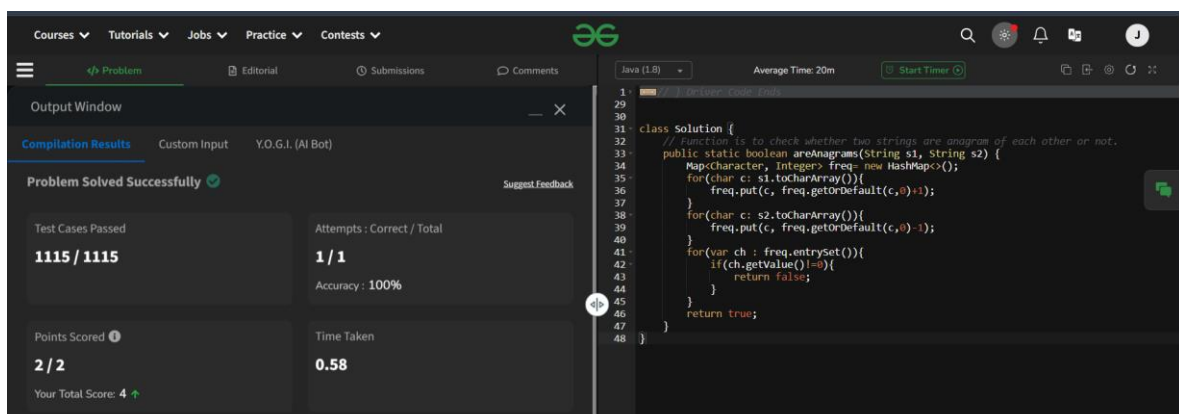 Courses Tutorials Jobs Practice Contests J
</> Problem Editorial Submissions Comments
Output Window
Compilation Results Custom Input Y.O.G.I. (AI Bot)
Problem Solved Successfully Suggest Feedback
Test Cases Passed
1115 / 1115
Attempts : Correct / Total
1 / 1
Accuracy : 100%
Points Scored
2 / 2
Your Total Score: 4
Time Taken
0.58
Java (1.8) Average Time: 20m Start Timer
1 // } Driver Code Ends
29
30
31 class Solution {
32     // Function is to check whether two strings are anagram of each other or not.
33     public static boolean areAnagrams(String s1, String s2) {
34         Map<Character, Integer> freq= new HashMap<>();
35         for(char c: s1.toCharArray()){
36             freq.put(c, freq.getOrDefault(c,0)+1);
37         }
38         for(char c: s2.toCharArray()){
39             freq.put(c, freq.getOrDefault(c,0)-1);
40         }
41         for(var ch : freq.entrySet()){
42             if(ch.getValue()!=0){
43                 return false;
44             }
45         }
46         return true;
47     }
48 }